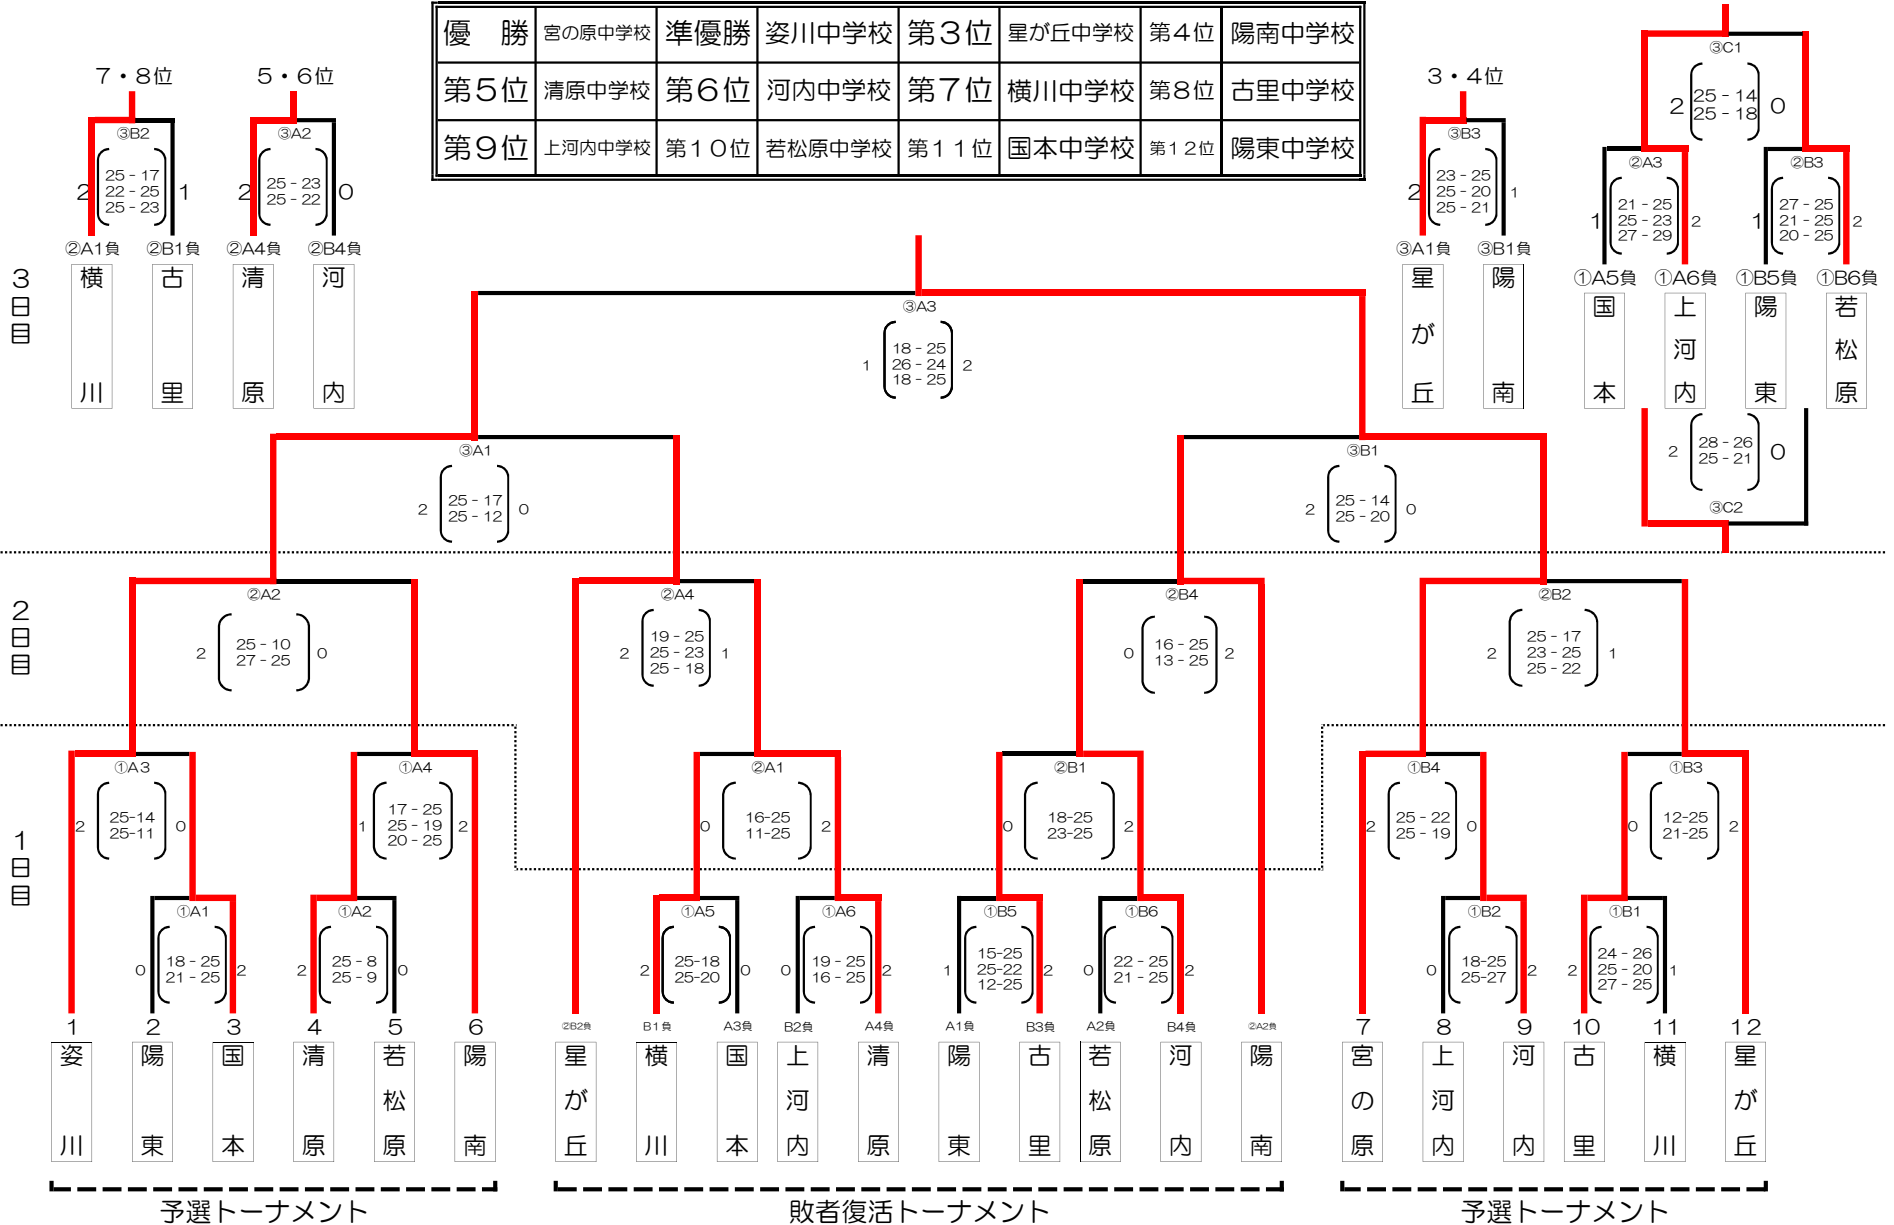 優　勝 宮の原中学校 準優勝 姿川中学校 第３位 星が丘中学校 第４位 陽南中学校
第５位 清原中学校 第６位 河内中学校 第７位 横川中学校 第８位 古里中学校
第９位 上河内中学校 第１０位 若松原中学校 第１１位 国本中学校 第１２位 陽東中学校
７・８位
③B2
2
25 - 17
22 - 25
25 - 23
1
②A1負 ②B1負
横川 古里
５・６位
③A2
2
25 - 23
25 - 22
0
②A4負 ②B4負
清原 河内
３・４位
③B3
2
23 - 25
25 - 20
25 - 21
1
③A1負 ③B1負
星が丘 陽南
③C1
2
25 - 14
25 - 18
0
②A3
1
21 - 25
25 - 23
27 - 29
2
②B3
1
27 - 25
21 - 25
20 - 25
2
①A5負 ①A6負 ①B5負 ①B6負
国本 上河内 陽東 若松原
2
28 - 26
25 - 21
0
③C2
3日目
③A3
1
18 - 25
26 - 24
18 - 25
2
③A1
2
25 - 17
25 - 12
0
③B1
2
25 - 14
25 - 20
0
2日目
②A2
2
25 - 10
27 - 25
0
②A4
2
19 - 25
25 - 23
25 - 18
1
②B4
0
16 - 25
13 - 25
2
②B2
2
25 - 17
23 - 25
25 - 22
1
1日目
①A3
2
25-14
25-11
0
①A4
1
17 - 25
25 - 19
20 - 25
2
②A1
0
16-25
11-25
2
②B1
0
18-25
23-25
2
①B4
2
25 - 22
25 - 19
0
①B3
0
12-25
21-25
2
①A1
0
18 - 25
21 - 25
2
①A2
2
25 - 8
25 - 9
0
①A5
2
25-18
25-20
0
①A6
0
19 - 25
16 - 25
2
①B5
1
15-25
25-22
12-25
2
①B6
0
22 - 25
21 - 25
2
①B2
0
18-25
25-27
2
①B1
2
24 - 26
25 - 20
27 - 25
1
1 2 3 4 5 6 ②B2負 B1負 A3負 B2負 A4負 A1負 B3負 A2負 B4負 ②A2負 7 8 9 10 11 12
姿川 陽東 国本 清原 若松原 陽南 星が丘 横川 国本 上河内 清原 陽東 古里 若松原 河内 陽南 宮の原 上河内 河内 古里 横川 星が丘
予選トーナメント 敗者復活トーナメント 予選トーナメント